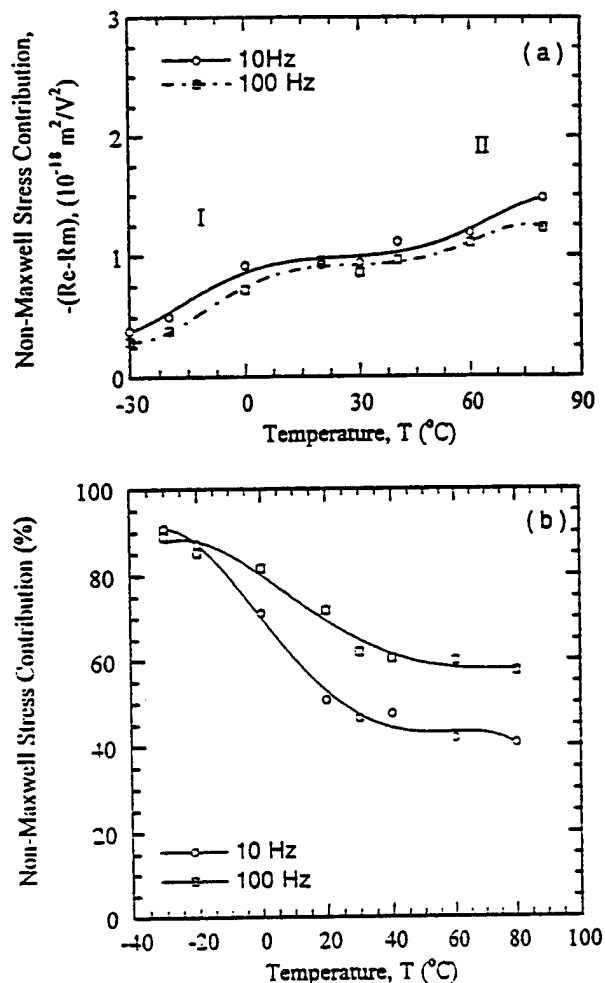 Non-Maxwell Stress Contribution,
-(Rc-Rm), (10⁻¹⁸ m²/V²)
3
2
1
0
(a)
10Hz
100 Hz
I
II
-30
0
30
60
90
Temperature, T (°C)
Non-Maxwell Stress Contribution (%)
100
80
60
40
20
0
(b)
10 Hz
100 Hz
-40
-20
0
20
40
60
80
100
Temperature, T (°C)